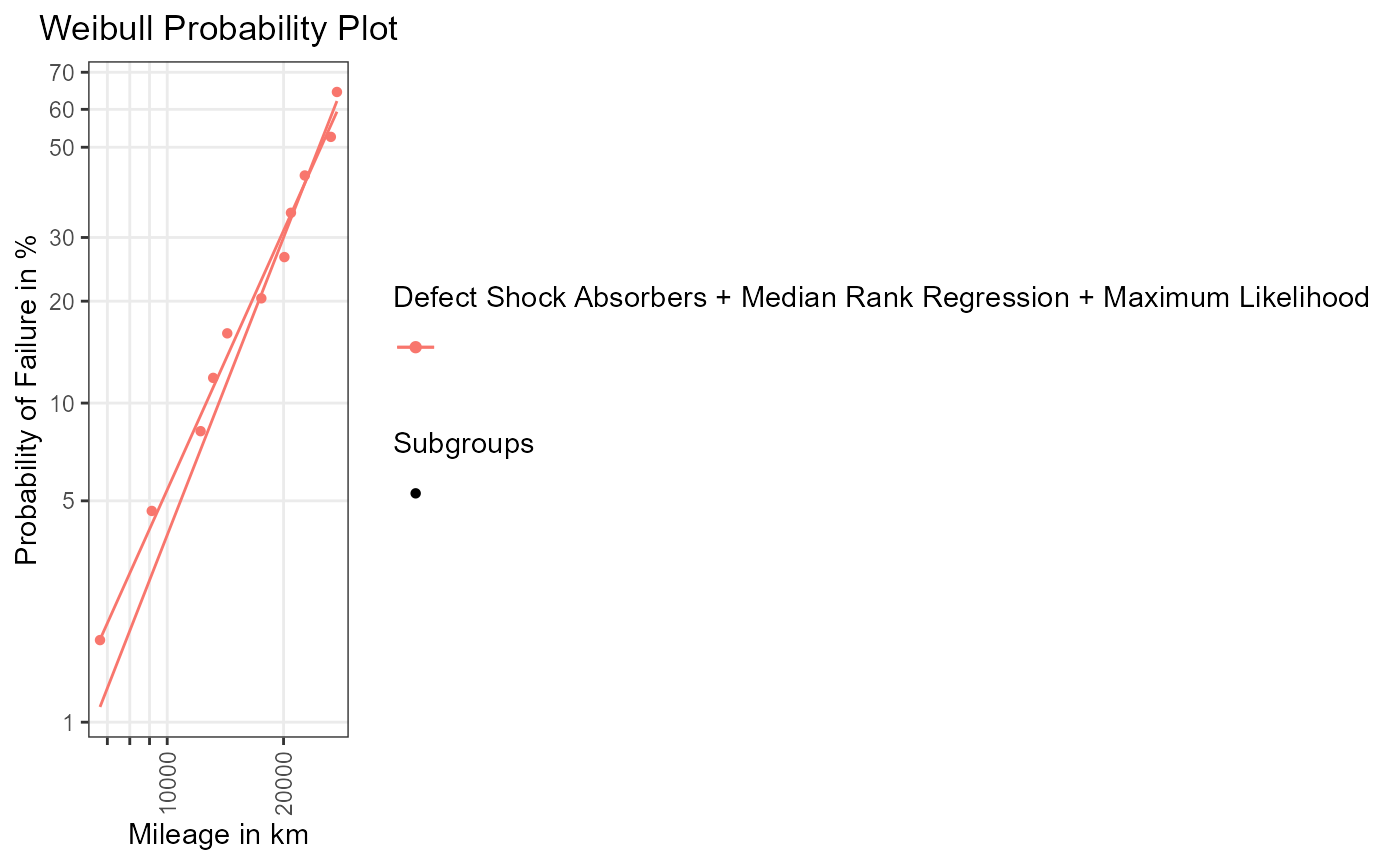 Weibull Probability Plot
70
60
50
30
20
10
5
1
Probability of Failure in %
10000
20000
Mileage in km
Defect Shock Absorbers + Median Rank Regression + Maximum Likelihood
Subgroups